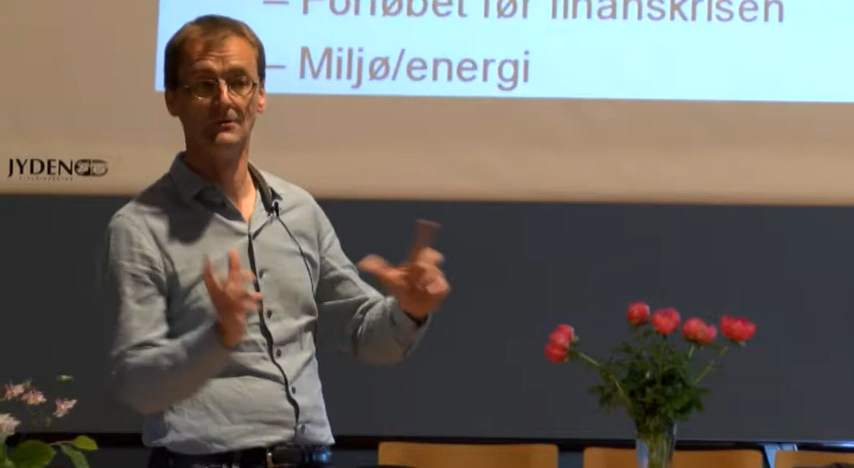 – Forløbet før finanskrisen
– Miljø/energi
JYDEN